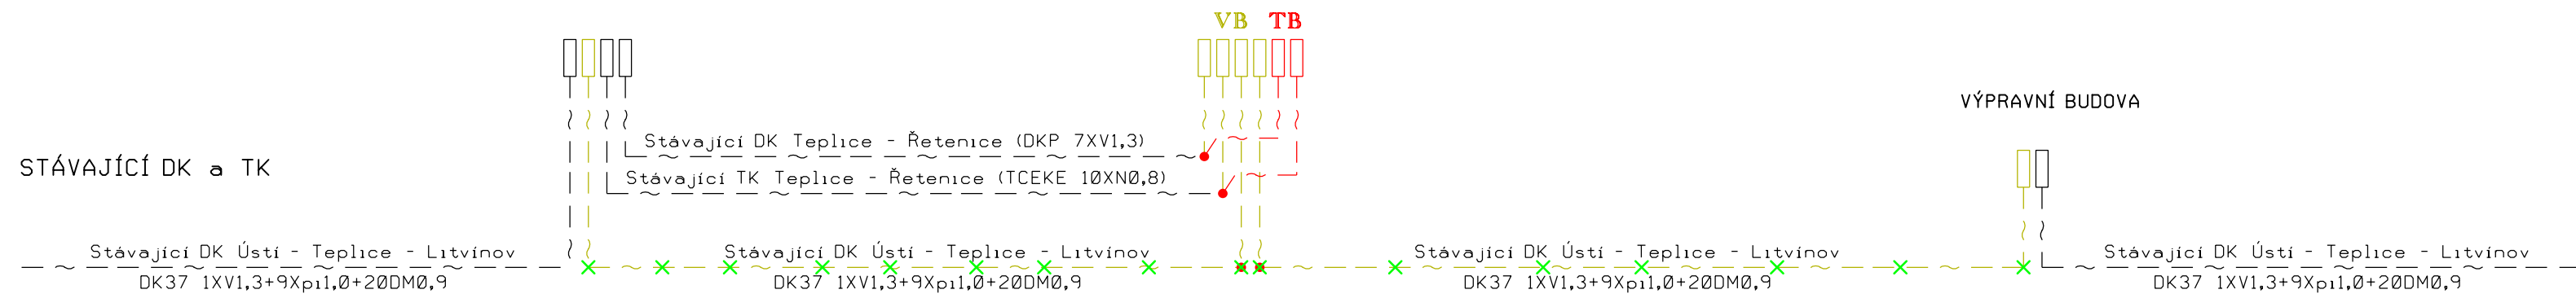 VB TB
VÝPRAVNÍ BUDOVA
Stávající DK Teplice - Řetenice (DKP 7XV1,3)
STÁVAJÍCÍ DK a TK
Stávající TK Teplice - Řetenice (TCEKE 10XN0,8)
Stávající DK Ústí - Teplice - Litvínov
Stávající DK Ústí - Teplice - Litvínov
Stávající DK Ústí - Teplice - Litvínov
Stávající DK Ústí - Teplice - Litvínov
DK37 1XV1,3+9Xpi1,0+20DM0,9
DK37 1XV1,3+9Xpi1,0+20DM0,9
DK37 1XV1,3+9Xpi1,0+20DM0,9
DK37 1XV1,3+9Xpi1,0+20DM0,9